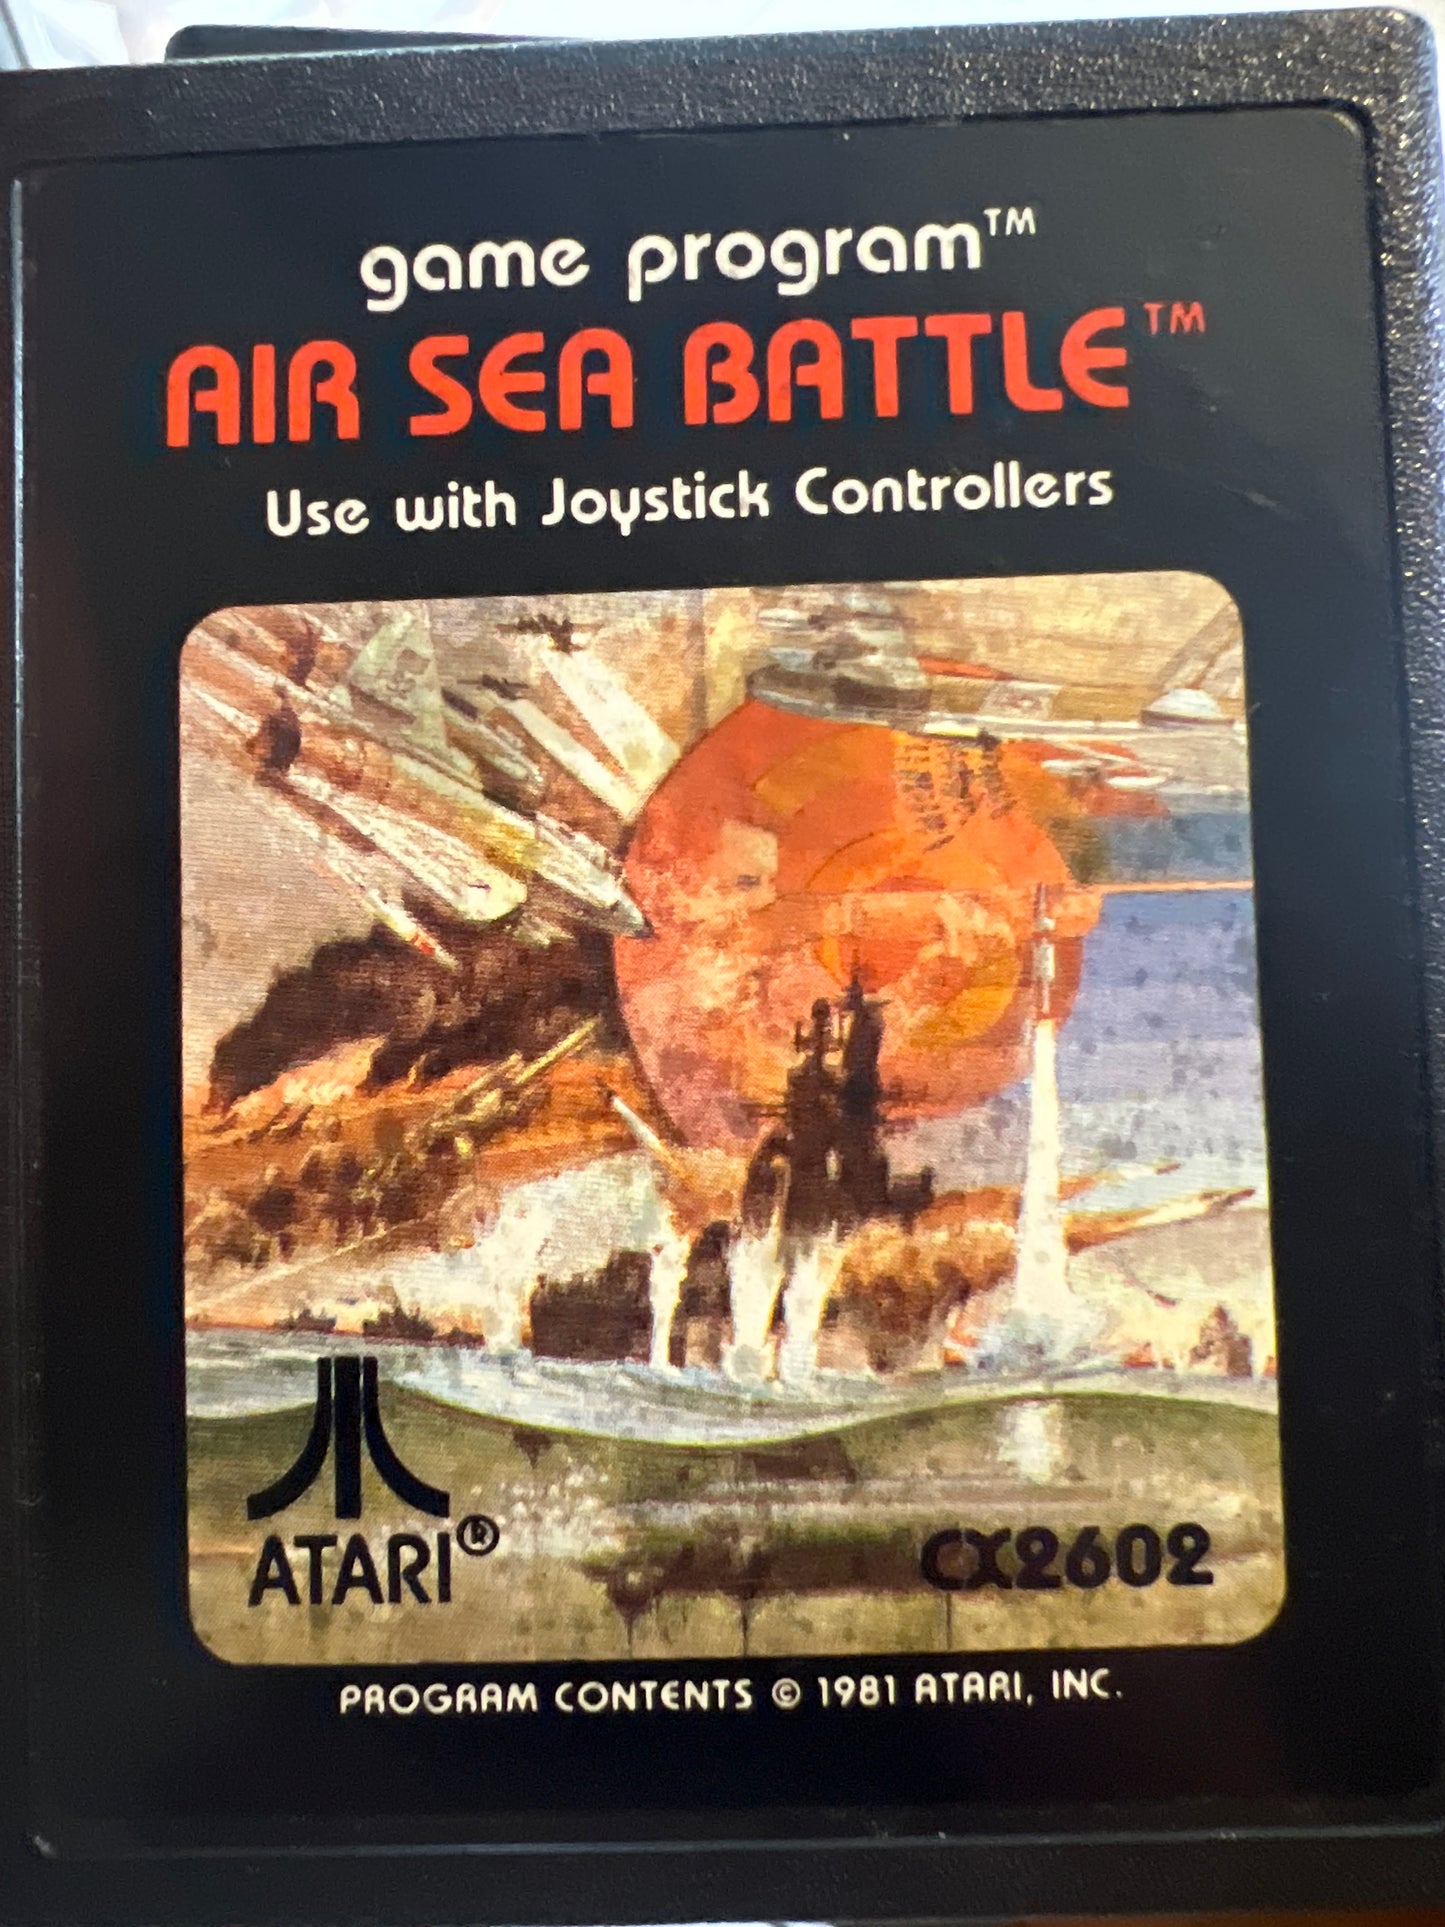 game program™
AIR SEA BATTLE™
Use with Joystick Controllers
ATARI®
CX2602
PROGRAM CONTENTS © 1981 ATARI, INC.